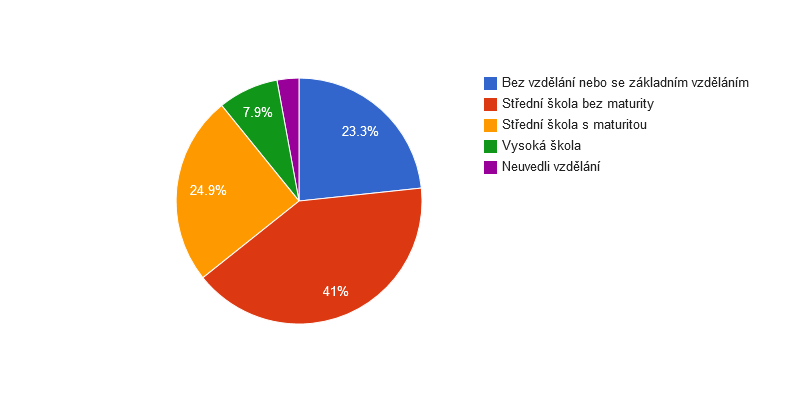 Bez vzdělání nebo se základním vzděláním
Střední škola bez maturity
Střední škola s maturitou
Vysoká škola
Neuvedli vzdělání
7.9%
23.3%
24.9%
41%